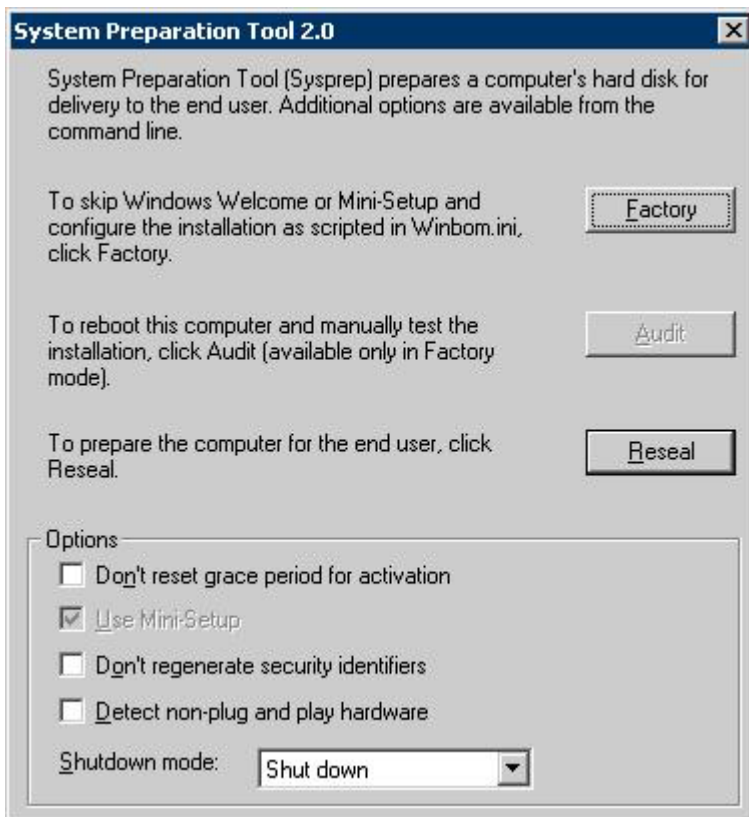 System Preparation Tool 2.0
System Preparation Tool (Sysprep) prepares a computer's hard disk for
delivery to the end user. Additional options are available from the
command line.
To skip Windows Welcome or Mini-Setup and
configure the installation as scripted in Winbom.ini,
click Factory.
Factory
To reboot this computer and manually test the
installation, click Audit (available only in Factory
mode).
Audit
To prepare the computer for the end user, click
Reseal.
Reseal
Options
Don't reset grace period for activation
Use Mini-Setup
Don't regenerate security identifiers
Detect non-plug and play hardware
Shutdown mode: Shut down